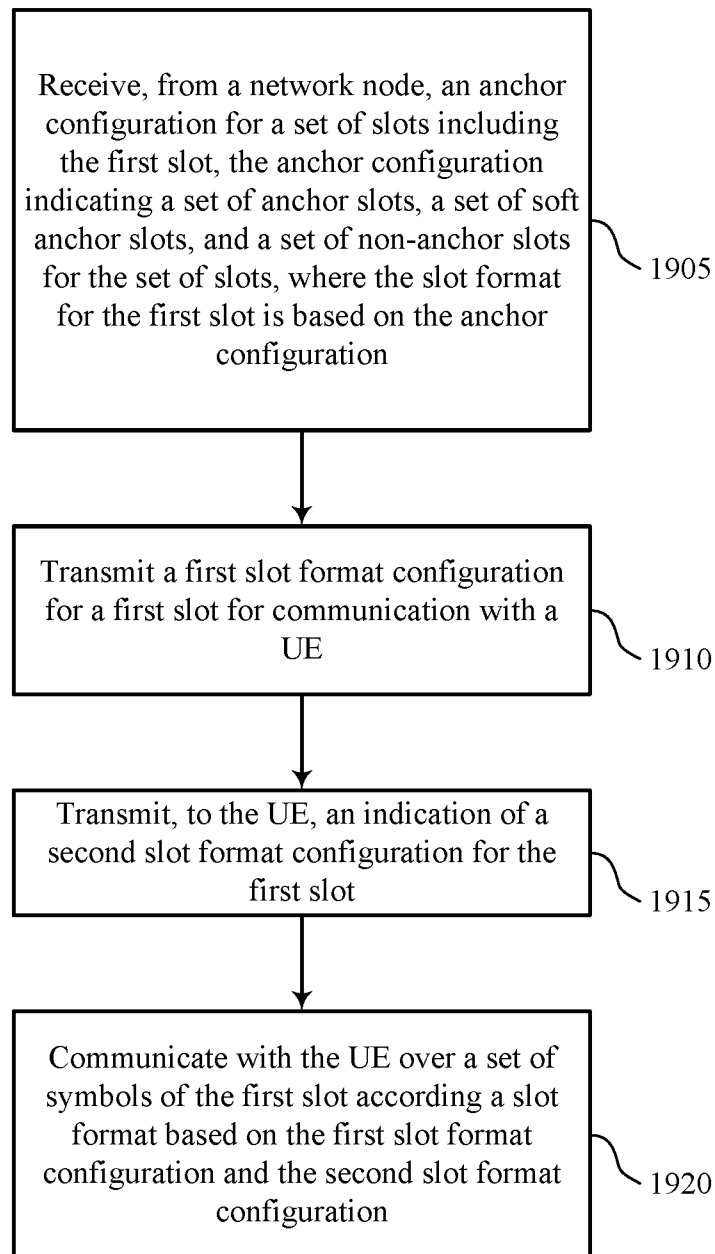 Receive, from a network node, an anchor
configuration for a set of slots including
the first slot, the anchor configuration
indicating a set of anchor slots, a set of soft
anchor slots, and a set of non-anchor slots
for the set of slots, where the slot format
for the first slot is based on the anchor
configuration
1905
Transmit a first slot format configuration
for a first slot for communication with a
UE
1910
Transmit, to the UE, an indication of a
second slot format configuration for the
first slot
1915
Communicate with the UE over a set of
symbols of the first slot according a slot
format based on the first slot format
configuration and the second slot format
configuration
1920